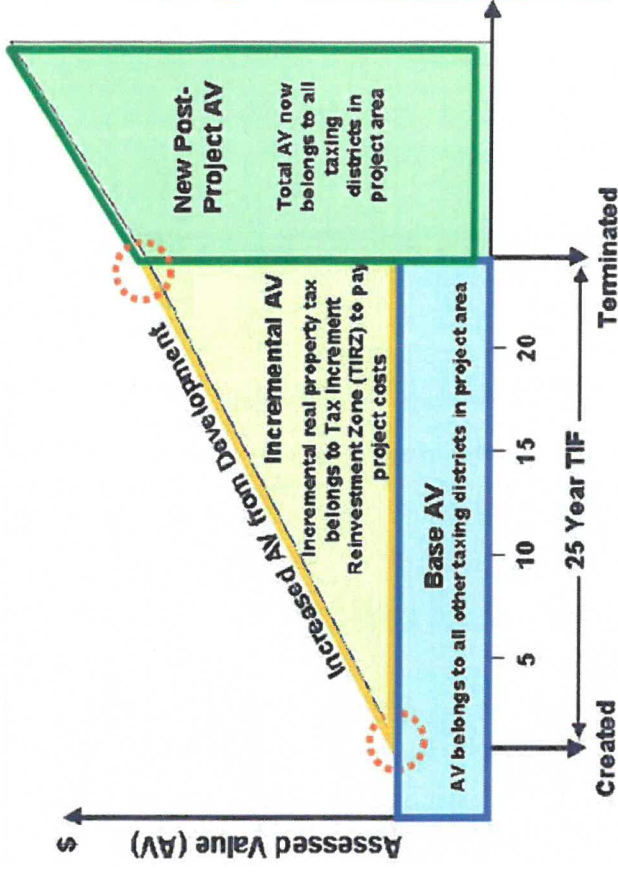 $
Assessed Value (AV)
Increased AV from Development
New Post-
Project AV
Total AV now
belongs to all
taxing
districts in
project area
Incremental AV
Incremental real property tax
belongs to Tax Increment
Reinvestment Zone (TIRZ) to pay
project costs
Base AV
AV belongs to all other taxing districts in project area
5
10
15
20
25 Year TIF
Created
Terminated